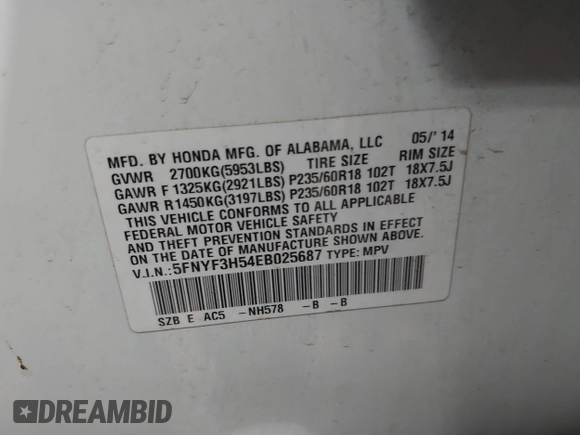 MFD. BY HONDA MFG. OF ALABAMA, LLC 05/'14
GVWR 2700KG(5953LBS) TIRE SIZE RIM SIZE
GAWR F 1325KG(2921LBS) P235/60R18 102T 18X7.5J
GAWR R1450KG(3197LBS) P235/60R18 102T 18X7.5J
THIS VEHICLE CONFORMS TO ALL APPLICABLE
FEDERAL MOTOR VEHICLE SAFETY
AND THEFT PREVENTION STANDARDS IN EFFECT
ON THE DATE OF MANUFACTURE SHOWN ABOVE.
V.I.N.:5FNYF3H54EB025687 TYPE: MPV
SZB E AC5 -NH578 -B -B
DREAMBID